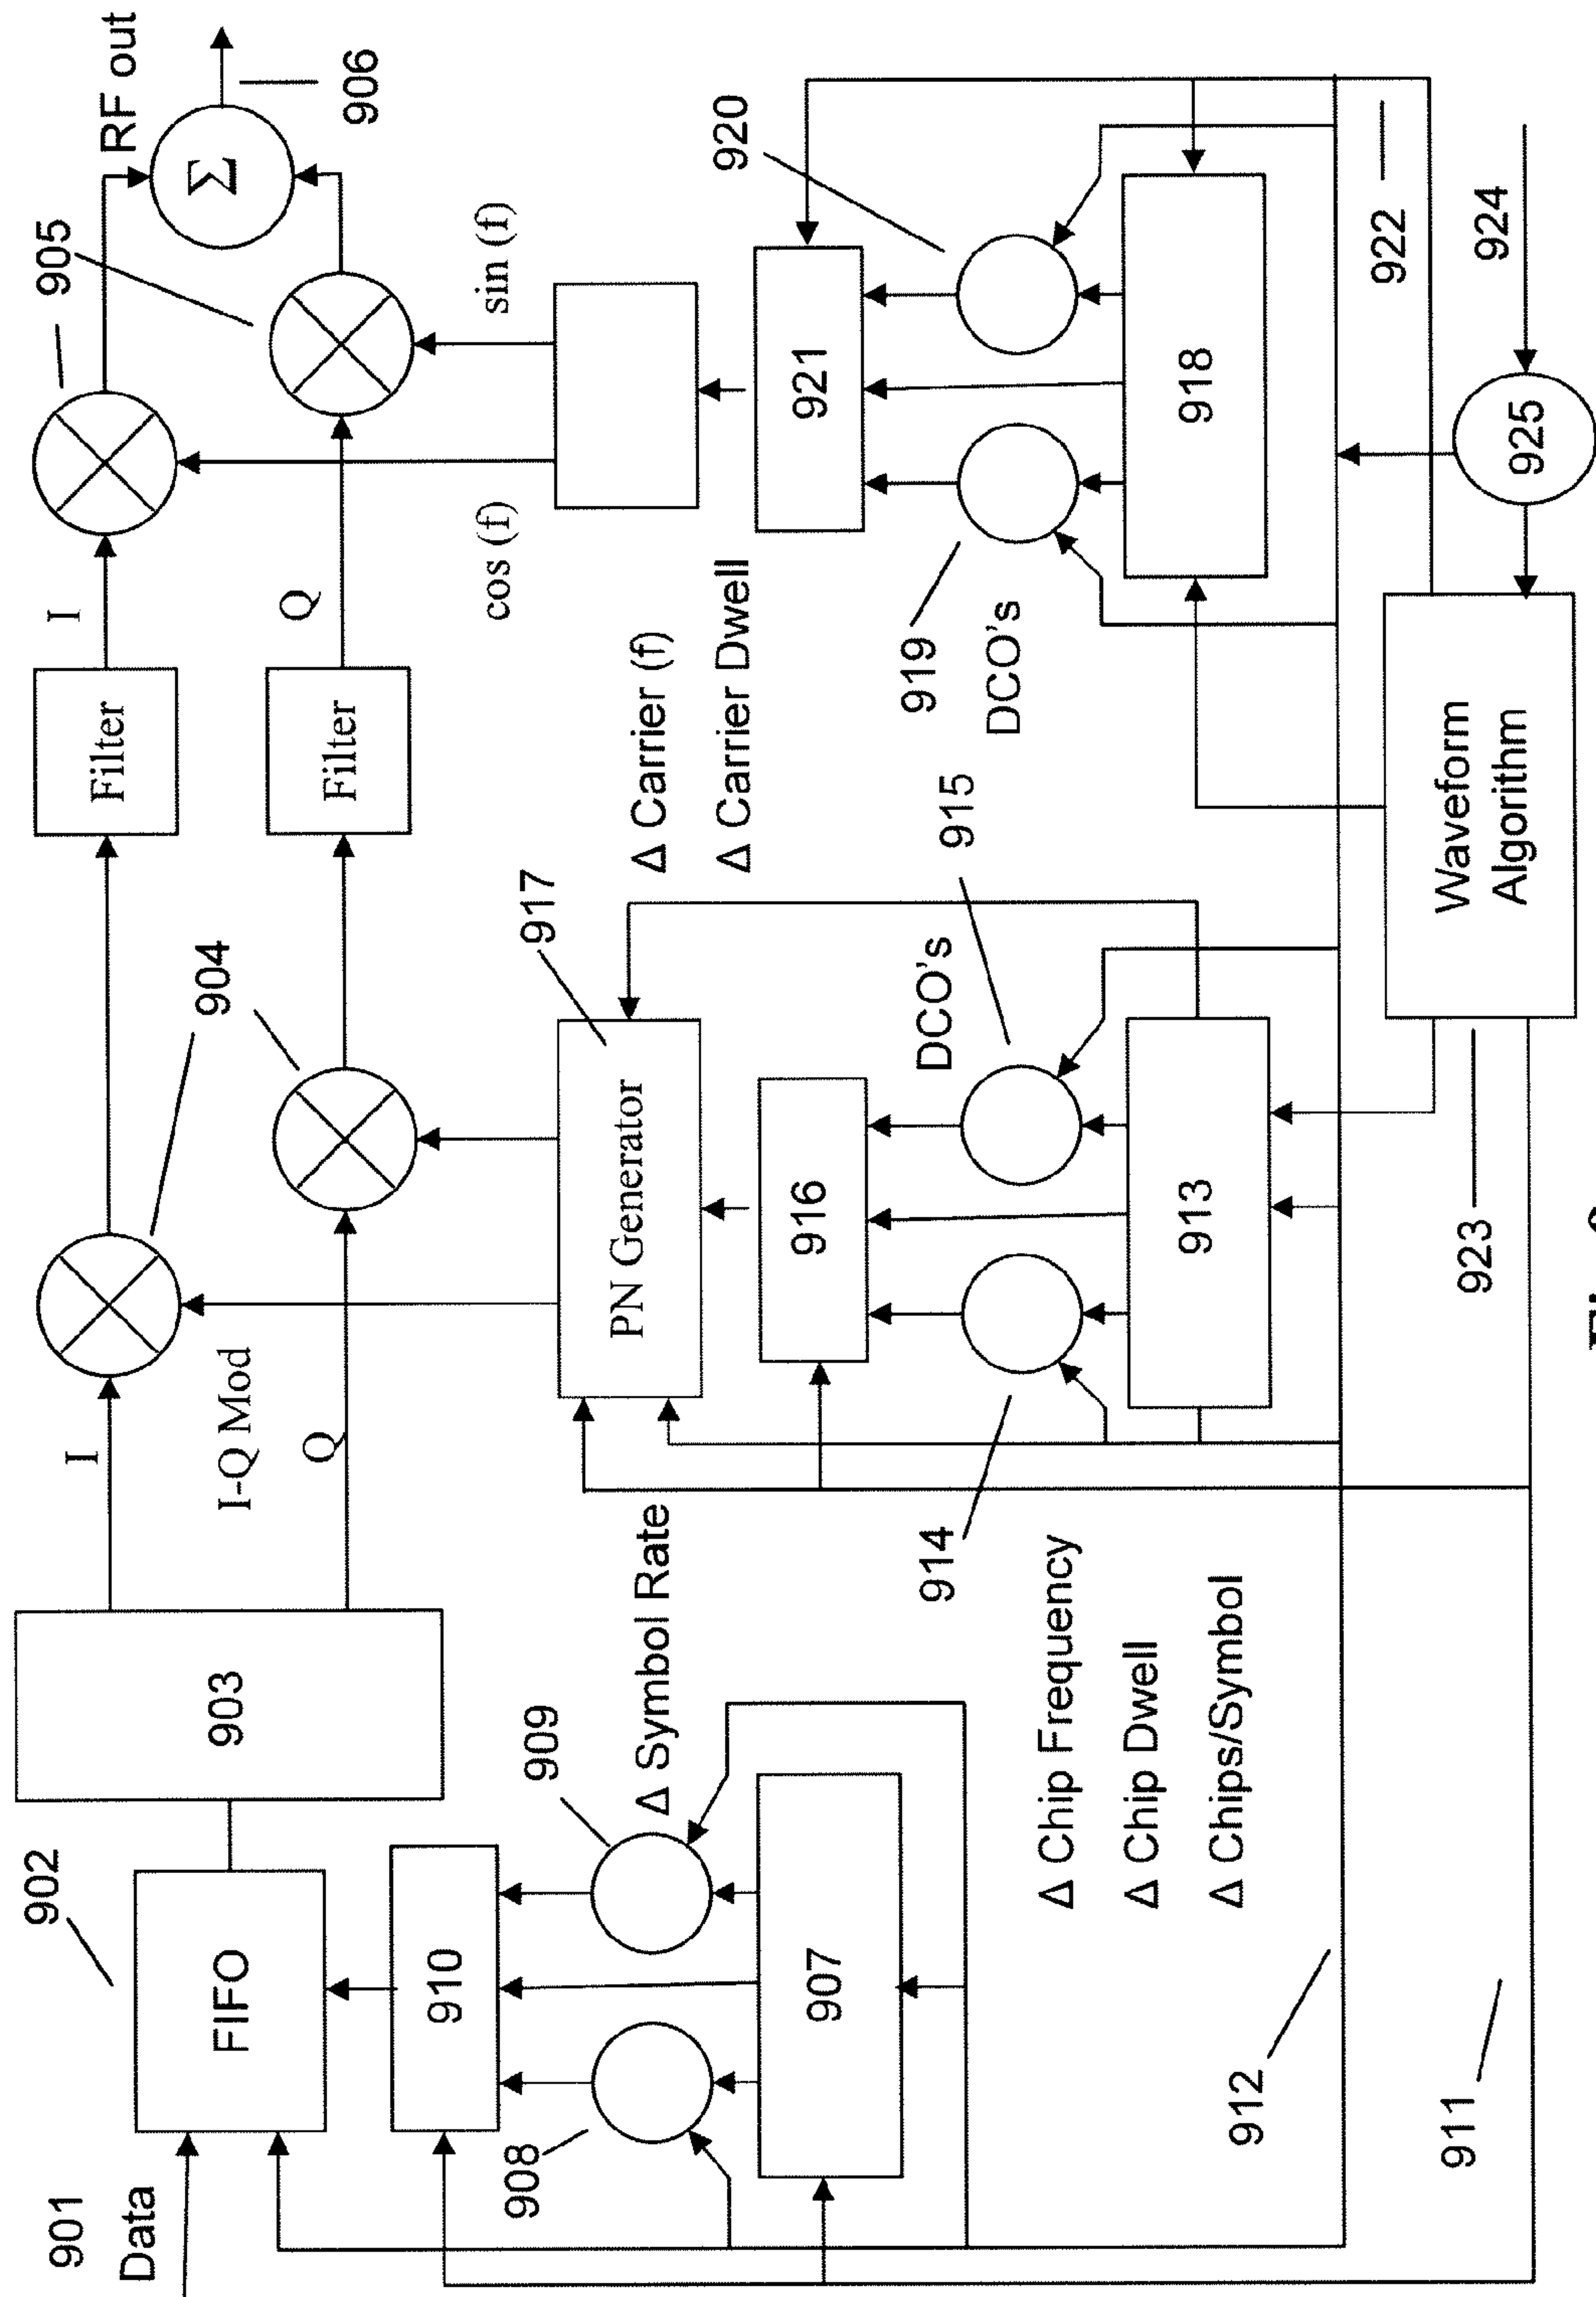 901
Data
902
FIFO
903
I
I-Q Mod
Q
904
Filter
Filter
I
Q
905
RF out
Σ
906
cos (f)
sin (f)
910
908
909
907
Δ Symbol Rate
917
PN Generator
916
914
915
DCO's
913
Δ Carrier (f)
Δ Carrier Dwell
921
919
920
DCO's
918
Δ Chip Frequency
Δ Chip Dwell
Δ Chips/Symbol
912
911
923
Waveform
Algorithm
922
924
925